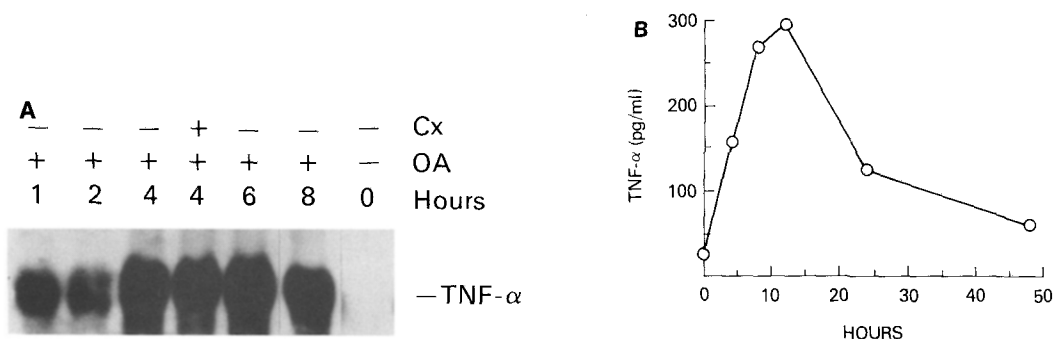 A
− − − + − − − Cx
+ + + + + + − OA
1 2 4 4 6 8 0 Hours
−TNF-α
B
TNF-α (pg/ml)
300
200
100
0 10 20 30 40 50
HOURS